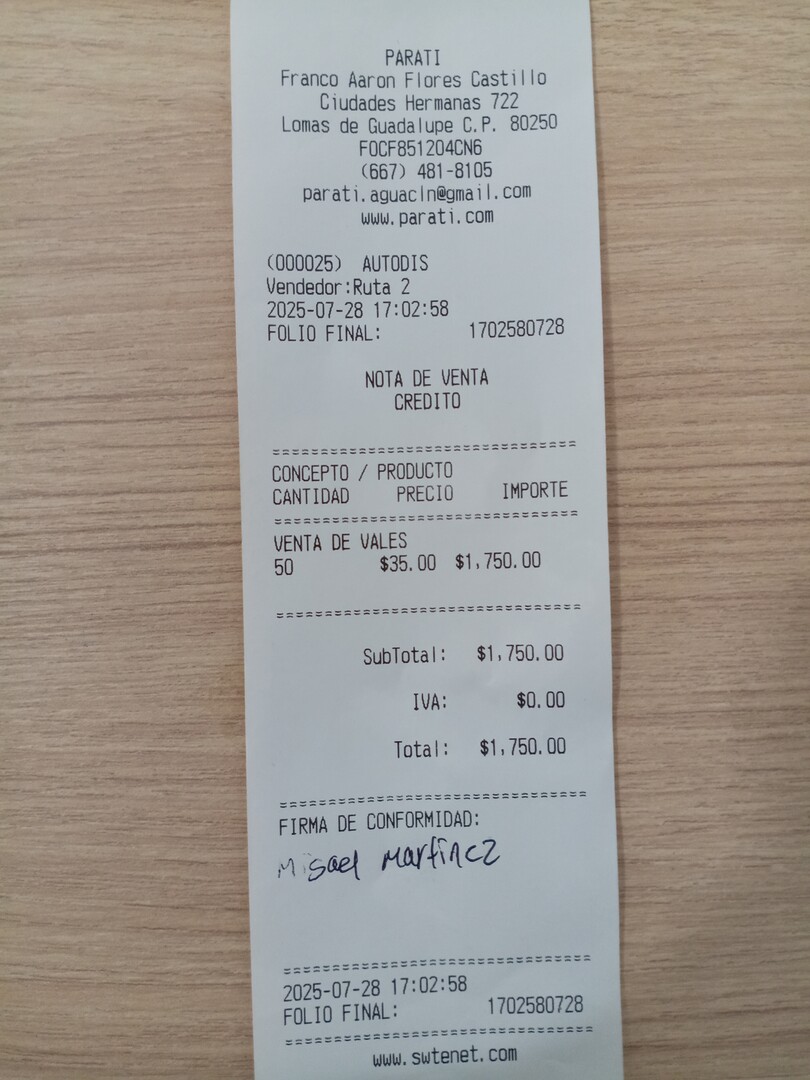 PARATI
Franco Aaron Flores Castillo
Ciudades Hermanas 722
Lomas de Guadalupe C.P. 80250
FOCF851204CN6
(667) 481-8105
parati.aguacln@gmail.com
www.parati.com
(000025) AUTODIS
Vendedor:Ruta 2
2025-07-28 17:02:58
FOLIO FINAL: 1702580728
NOTA DE VENTA
CREDITO
==============================
CONCEPTO / PRODUCTO
CANTIDAD PRECIO IMPORTE
==============================
VENTA DE VALES
50 $35.00 $1,750.00
==============================
SubTotal: $1,750.00
IVA: $0.00
Total: $1,750.00
==============================
FIRMA DE CONFORMIDAD:
Misael Martinez
==============================
2025-07-28 17:02:58
FOLIO FINAL: 1702580728
==============================
www.swtenet.com